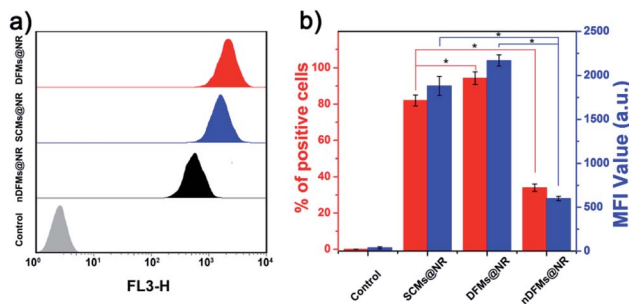 a)
DFMs@NR
SCMs@NR
nDFMs@NR
Control
10⁰ 10¹ 10² 10³ 10⁴
FL3-H
b)
% of positive cells
100
80
60
40
20
0
* * * *
2500
2000
1500
1000
500
0
MFI Value (a.u.)
Control
SCMs@NR
DFMs@NR
nDFMs@NR